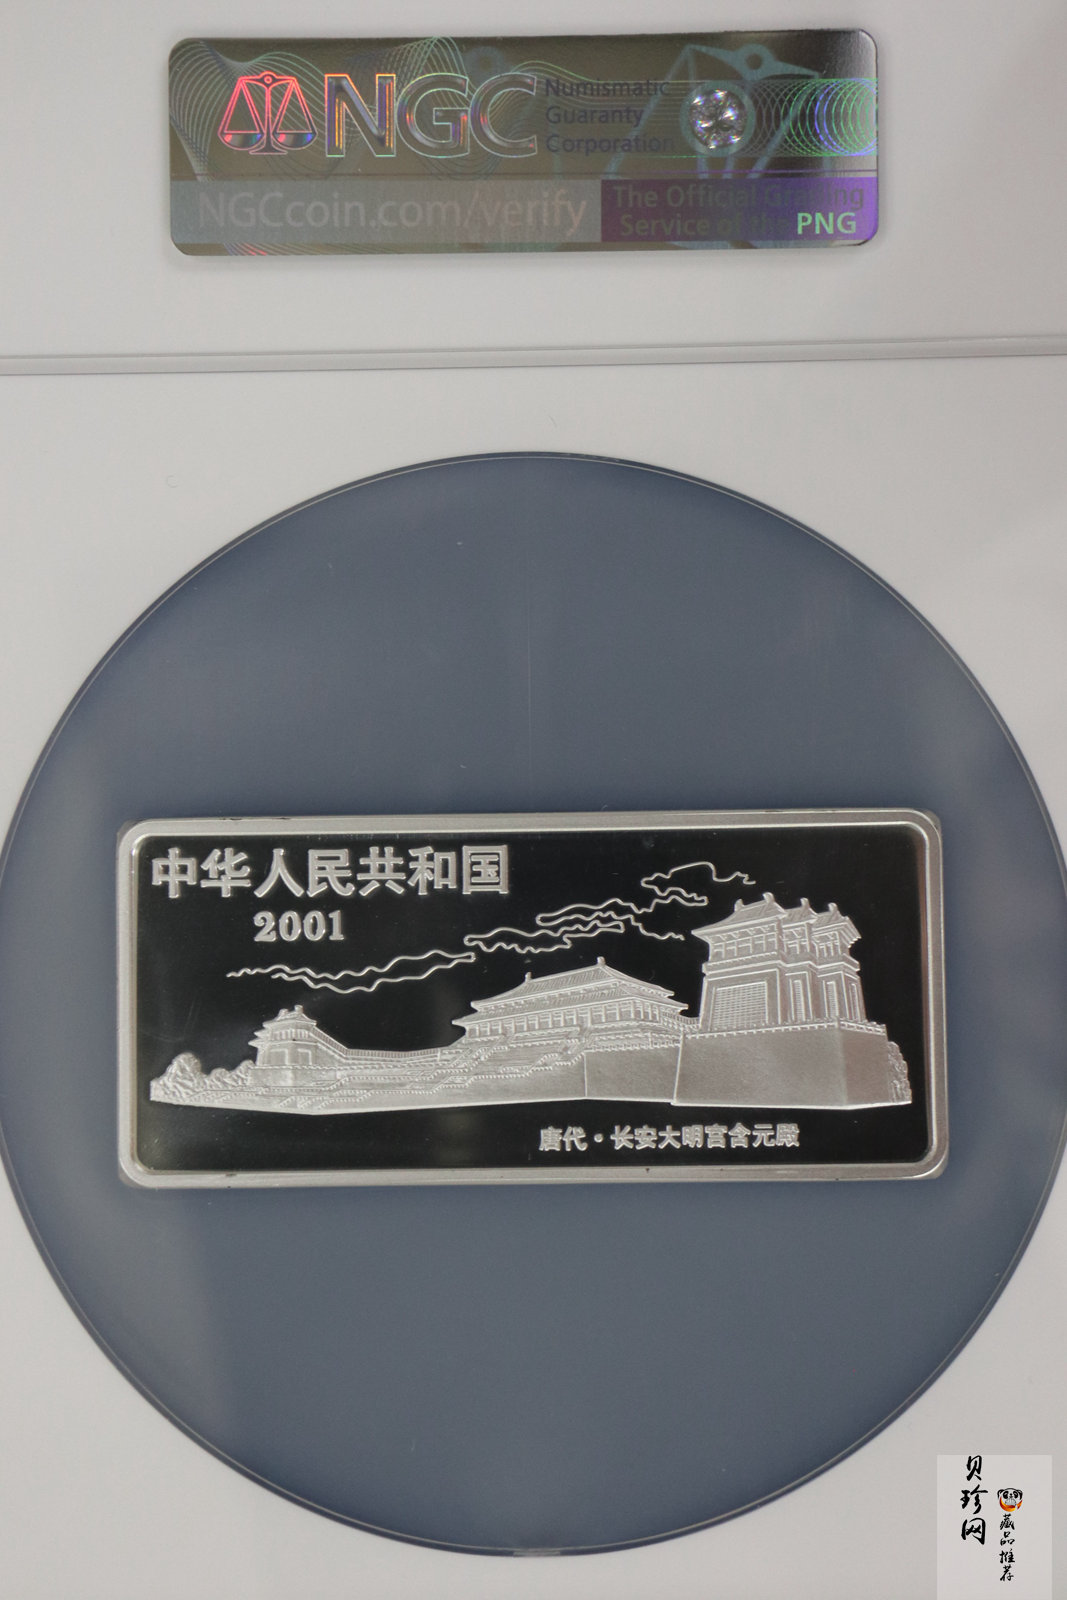 NGC
Numismatic
Guaranty
Corporation
NGCcoin.com/verify
The Official Grading
Service of the PNG
中华人民共和国
2001
唐代·长安大明宫含元殿
贝珍网
藏品推荐